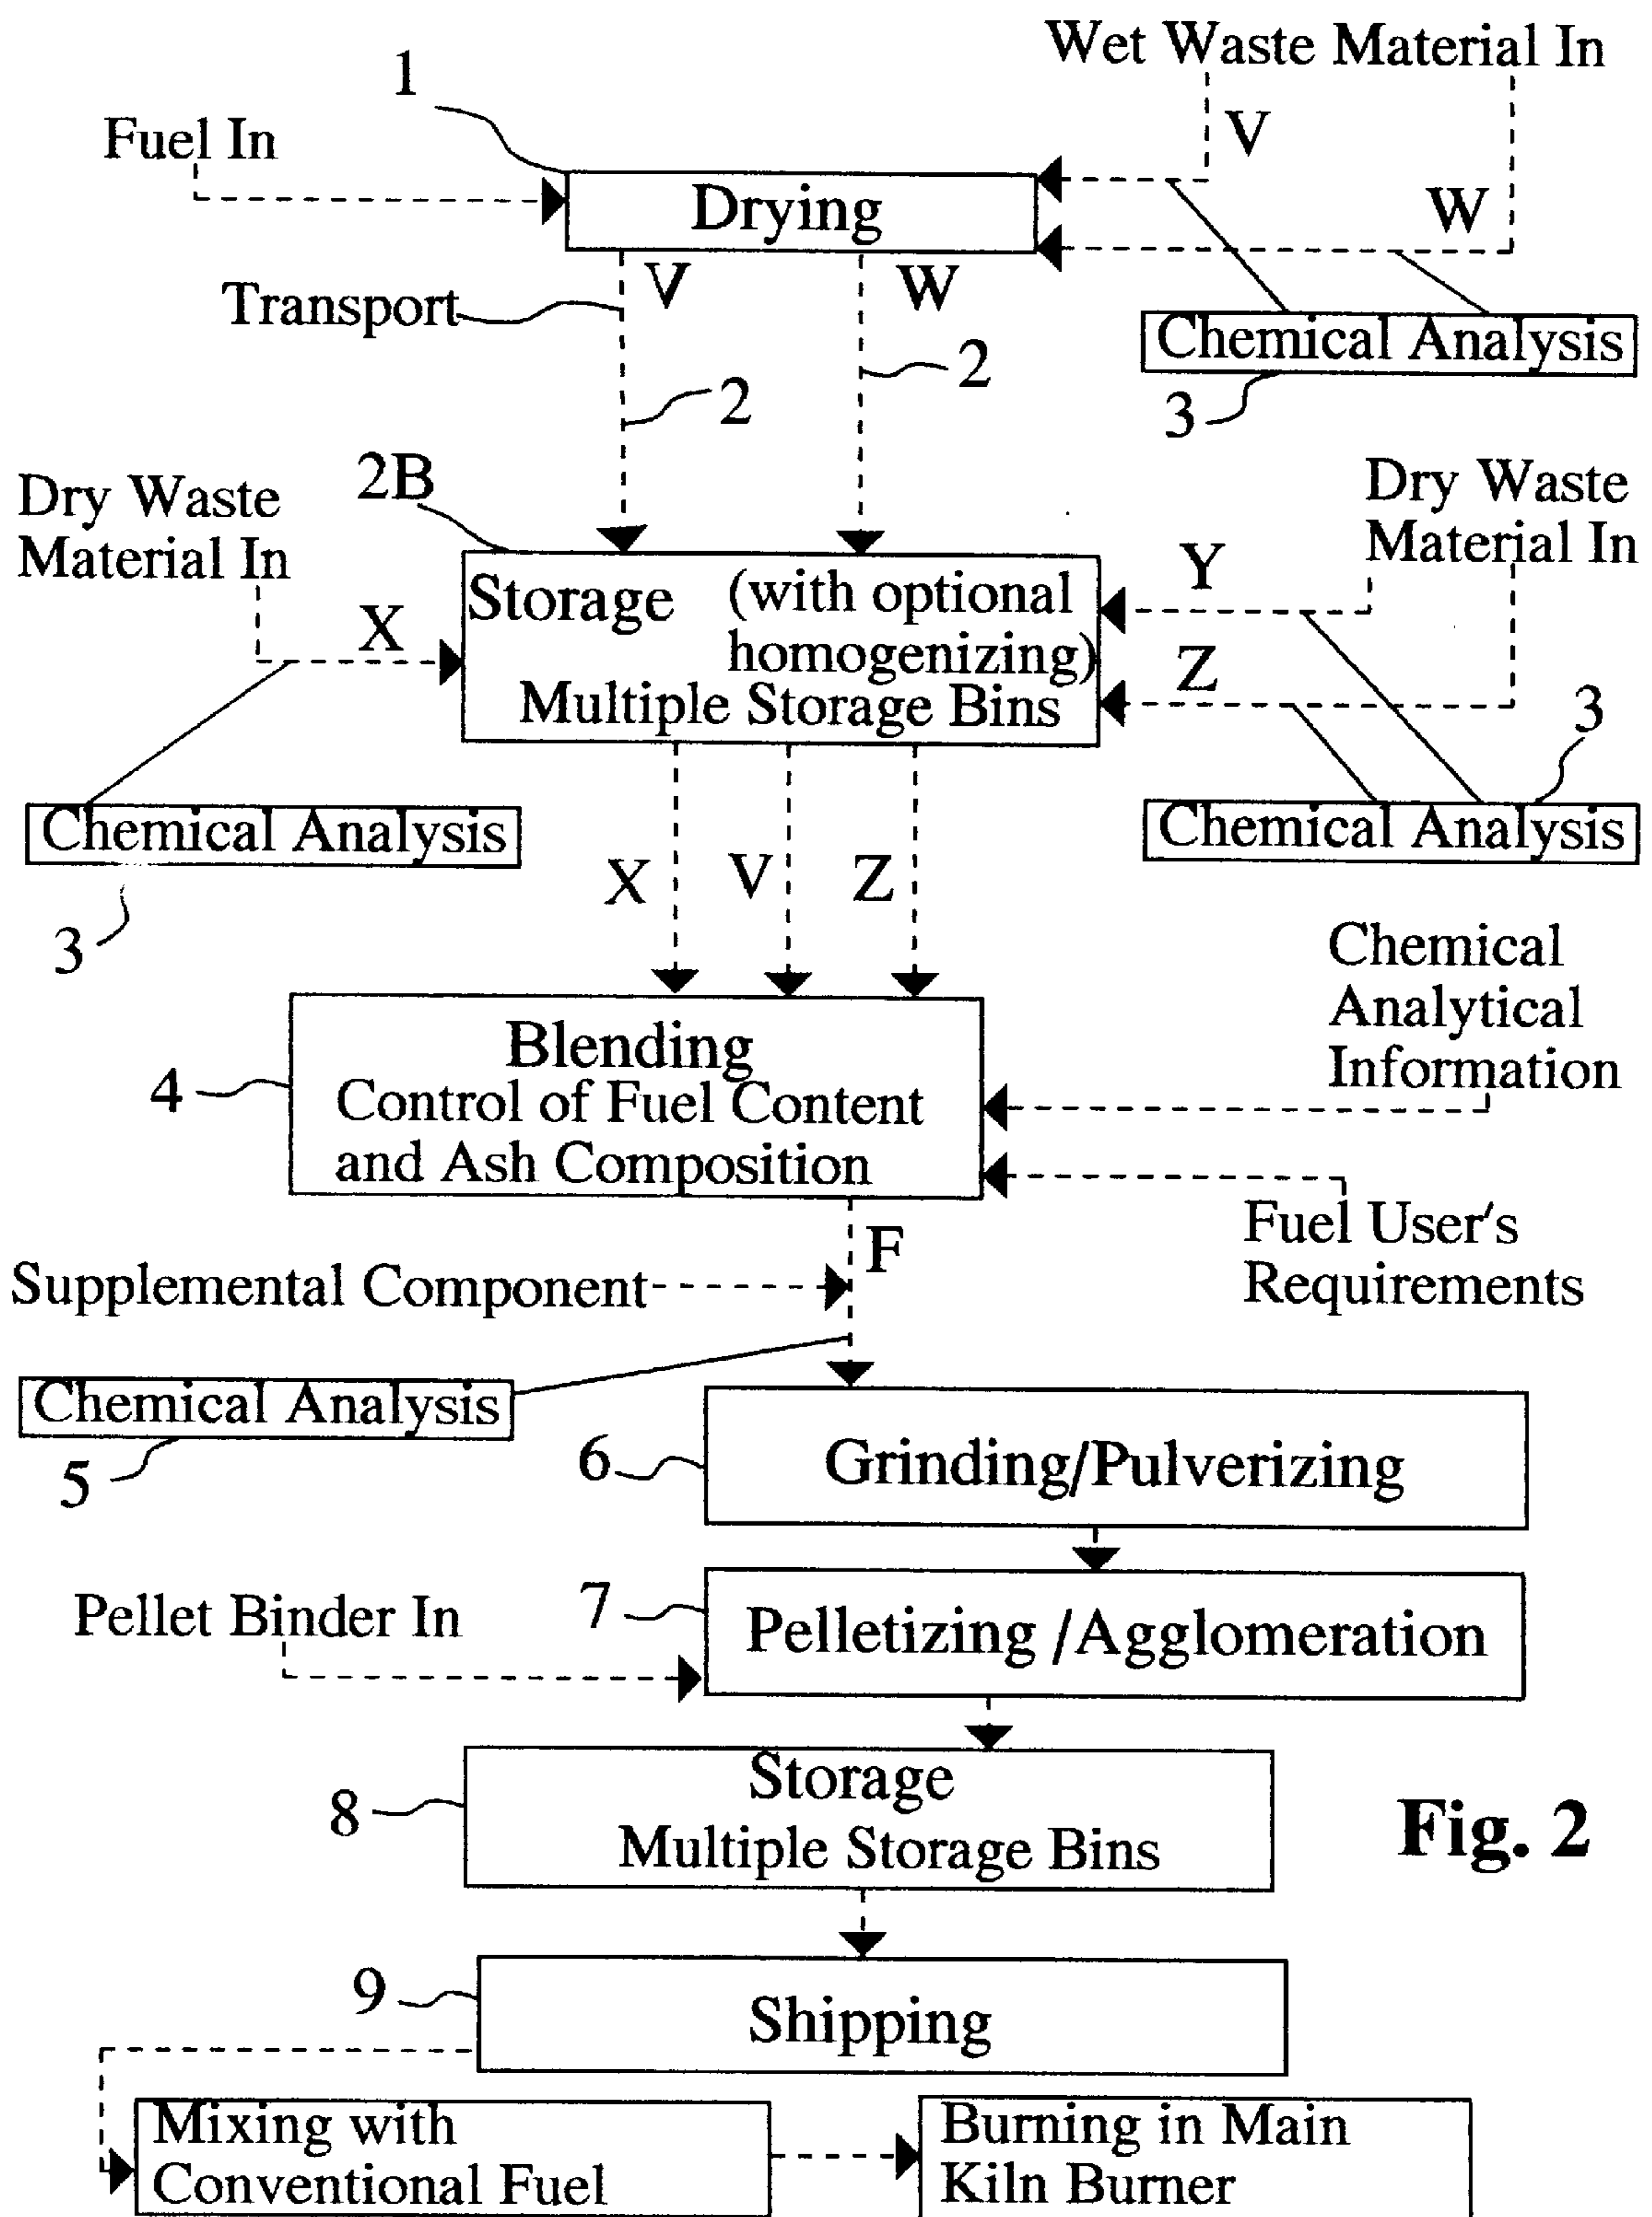 Wet Waste Material In
1
Fuel In
V
Drying
W
V
W
Transport
2
2
Chemical Analysis
3
Dry Waste
Material In
2B
Dry Waste
Material In
X
Storage (with optional
homogenizing)
Multiple Storage Bins
Y
Z
3
Chemical Analysis
3
Chemical Analysis
X
V
Z
Chemical
Analytical
Information
4
Blending
Control of Fuel Content
and Ash Composition
Fuel User's
Requirements
F
Supplemental Component
Chemical Analysis
5
6
Grinding/Pulverizing
Pellet Binder In
7
Pelletizing /Agglomeration
8
Storage
Multiple Storage Bins
Fig. 2
9
Shipping
Mixing with
Conventional Fuel
Burning in Main
Kiln Burner